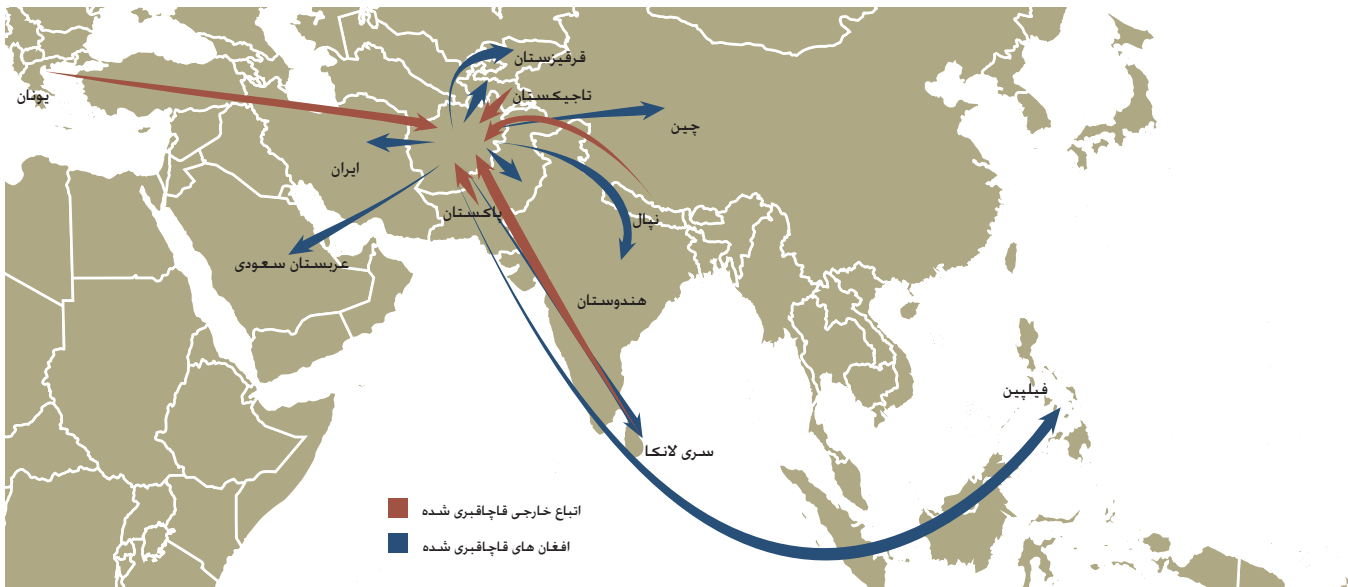 قرقیزستان
یونان
تاجیکستان
چین
ایران
پاکستان
نپال
عربستان سعودی
هندوستان
فیلیپین
سری لانکا
اتباع خارجی قاچاقبری شده
افغان های قاچاقبری شده